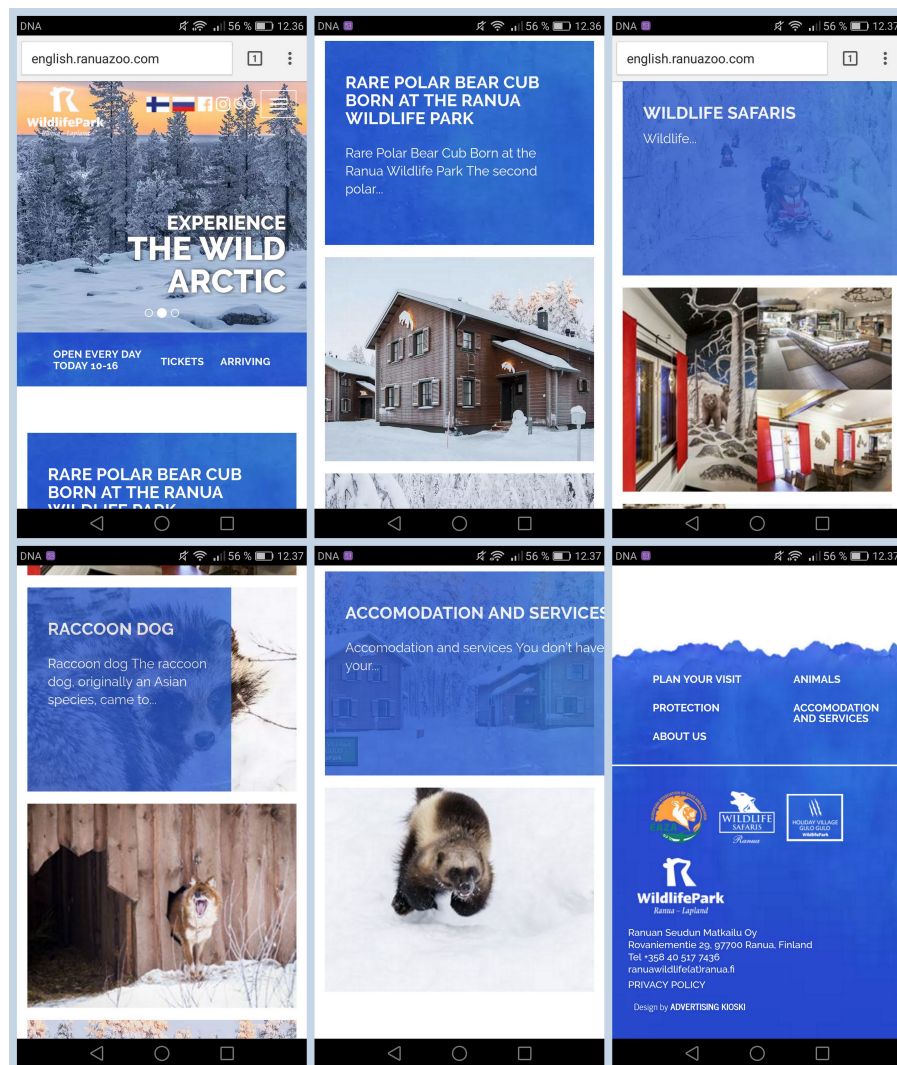 DNA
56 % 12.36
english.ranuazoo.com
1
WildlifePark
Ranua – Lapland
EXPERIENCE
THE WILD
ARCTIC
OPEN EVERY DAY
TODAY 10-16
TICKETS
ARRIVING
RARE POLAR BEAR CUB
BORN AT THE RANUA
WILDLIFE PARK
DNA
56 % 12.36
RARE POLAR BEAR CUB
BORN AT THE RANUA
WILDLIFE PARK
Rare Polar Bear Cub Born at the
Ranua Wildlife Park The second
polar...
DNA
56 % 12.37
english.ranuazoo.com
1
WILDLIFE SAFARIS
Wildlife...
DNA
56 % 12.37
RACCOON DOG
Raccoon dog The raccoon
dog, originally an Asian
species, came to...
DNA
56 % 12.37
ACCOMODATION AND SERVICES
Accomodation and services You don't have
your...
DNA
56 % 12.37
PLAN YOUR VISIT
ANIMALS
PROTECTION
ACCOMODATION
AND SERVICES
ABOUT US
EAZA
WILDLIFE
SAFARIS
Ranua
HOLIDAY VILLAGE
GULO GULO
WildlifePark
WildlifePark
Ranua – Lapland
Ranuan Seudun Matkailu Oy
Rovaniementie 29, 97700 Ranua, Finland
Tel +358 40 517 7436
ranuawildlife(at)ranua.fi
PRIVACY POLICY
Design by ADVERTISING KIOSKI